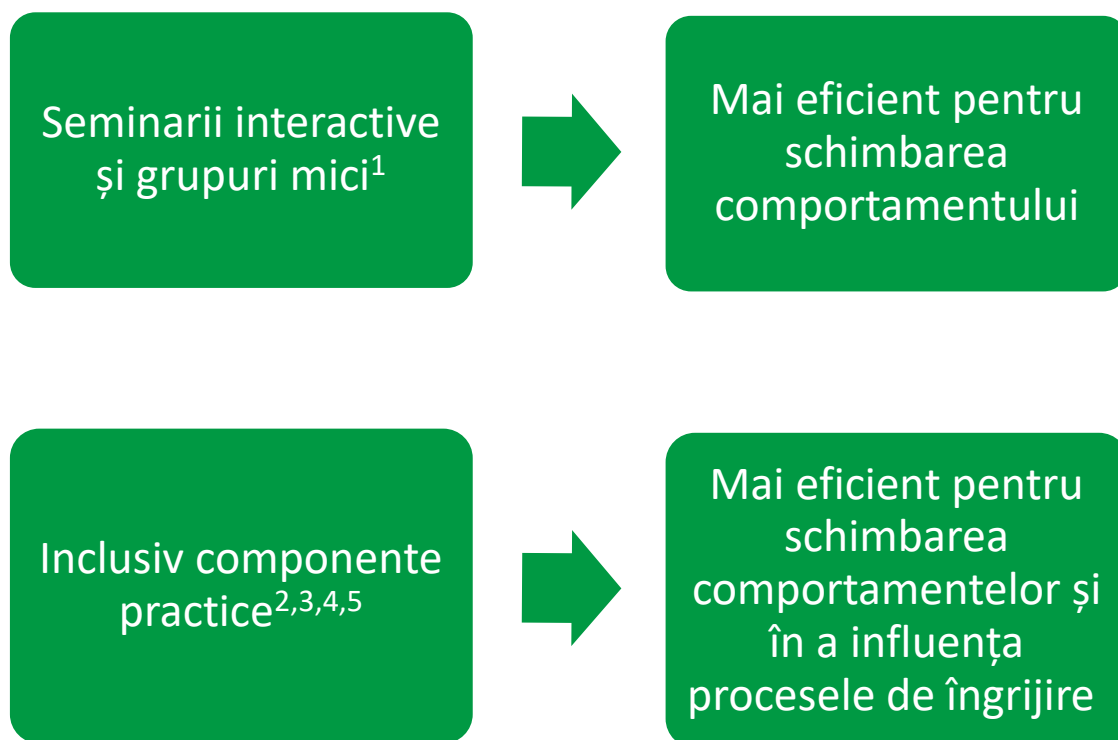 Seminarii interactive
și grupuri mici¹
Mai eficient pentru
schimbarea
comportamentului
Inclusiv componente
practice²,³,⁴,⁵
Mai eficient pentru
schimbarea
comportamentelor și
în a influența
procesele de îngrijire